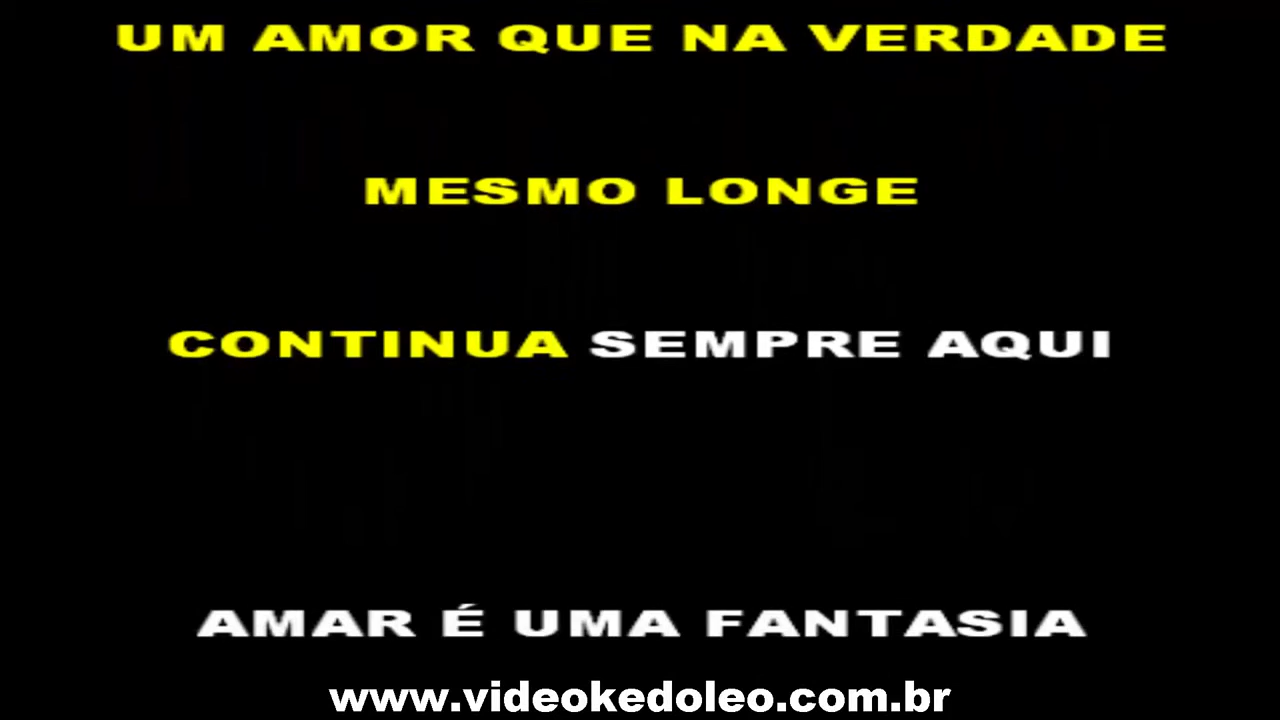 UM AMOR QUE NA VERDADE
MESMO LONGE
CONTINUA SEMPRE AQUI
AMAR É UMA FANTASIA
www.videokedoleo.com.br